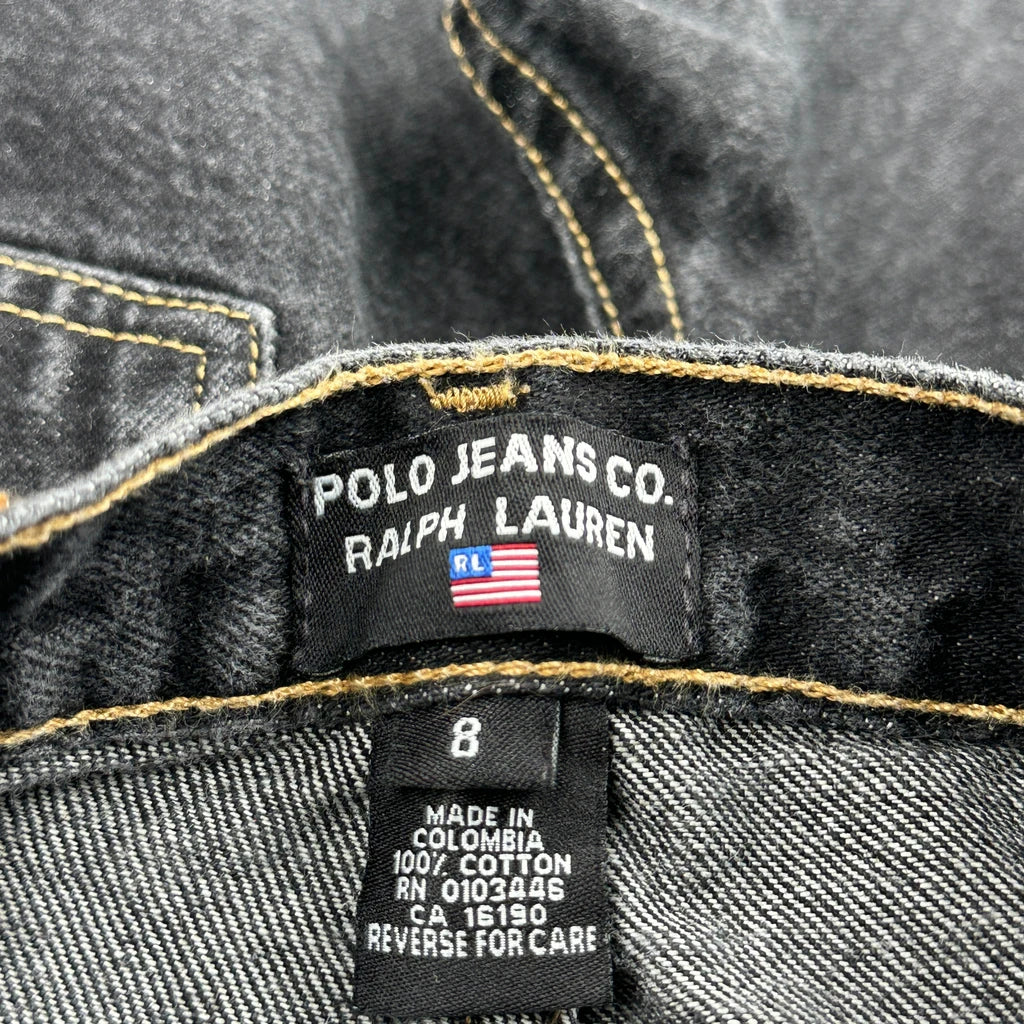 POLO JEANS CO.
RALPH LAUREN
RL
8
MADE IN
COLOMBIA
100% COTTON
RN 0103446
CA 16190
REVERSE FOR CARE